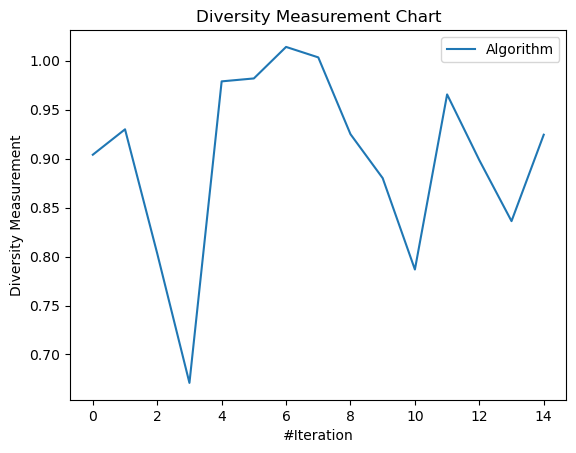 Diversity Measurement Chart
Algorithm
Diversity Measurement
1.00
0.95
0.90
0.85
0.80
0.75
0.70
0 2 4 6 8 10 12 14
#Iteration